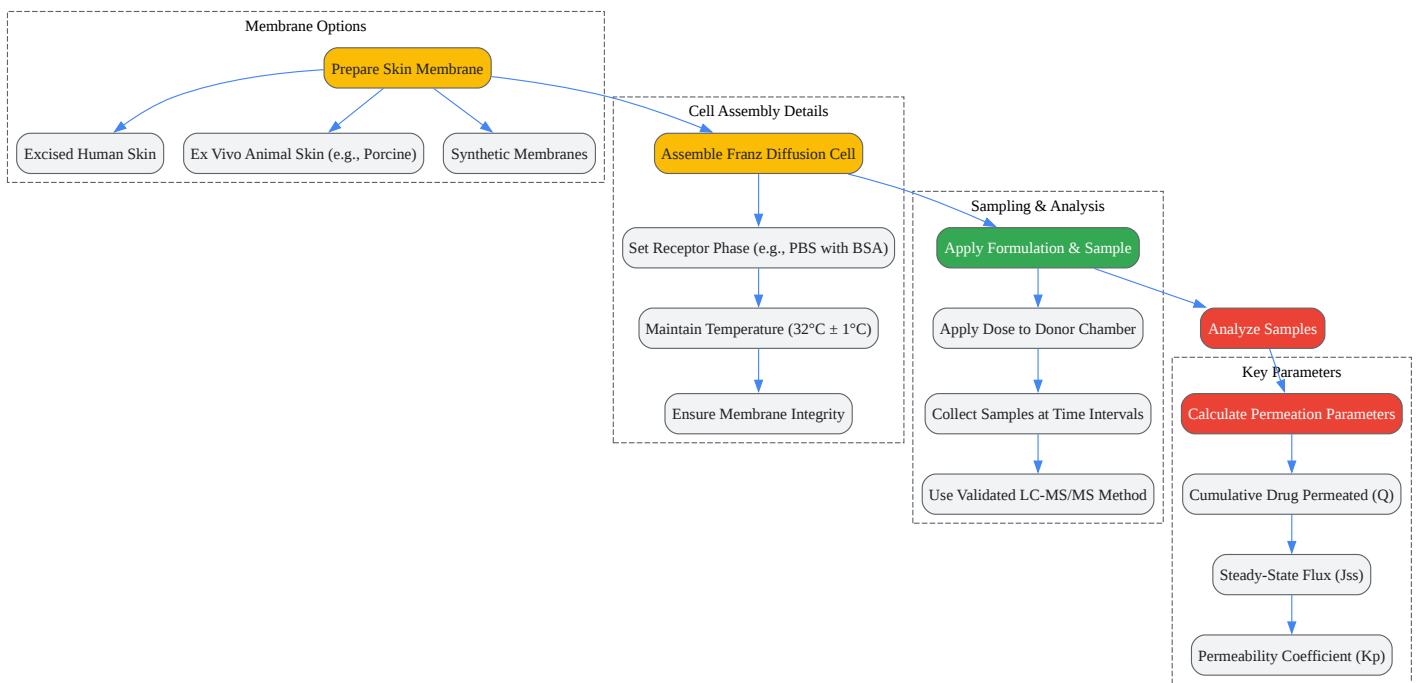 Membrane Options
Prepare Skin Membrane
Excised Human Skin
Ex Vivo Animal Skin (e.g., Porcine)
Synthetic Membranes
Cell Assembly Details
Assemble Franz Diffusion Cell
Set Receptor Phase (e.g., PBS with BSA)
Maintain Temperature (32°C ± 1°C)
Ensure Membrane Integrity
Sampling & Analysis
Apply Formulation & Sample
Apply Dose to Donor Chamber
Collect Samples at Time Intervals
Use Validated LC-MS/MS Method
Analyze Samples
Key Parameters
Calculate Permeation Parameters
Cumulative Drug Permeated (Q)
Steady-State Flux (Jss)
Permeability Coefficient (Kp)